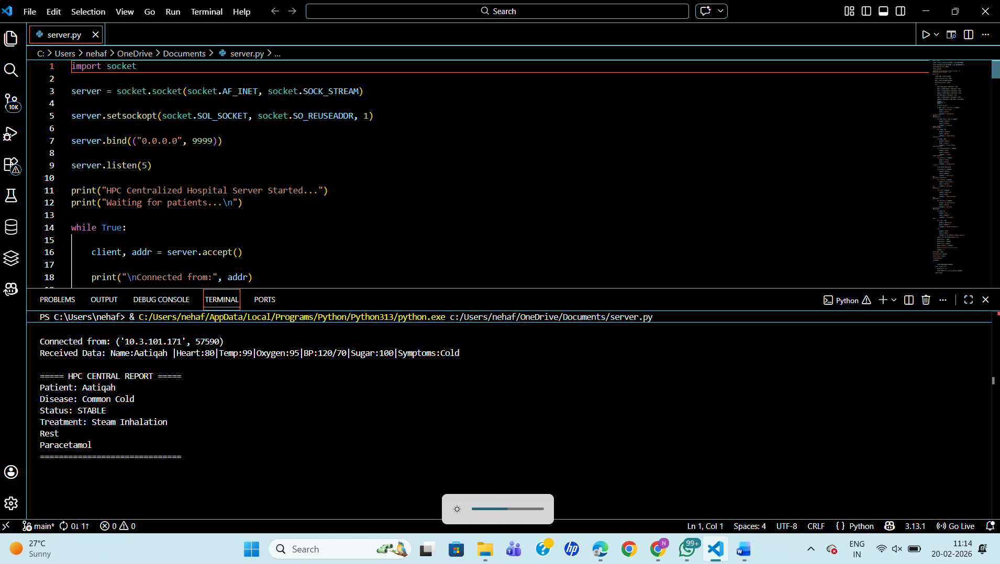 File Edit Selection View Go Run Terminal Help
Search
server.py
C: > Users > nehaf > OneDrive > Documents > server.py > ...
1 import socket
2
3 server = socket.socket(socket.AF_INET, socket.SOCK_STREAM)
4
5 server.setsockopt(socket.SOL_SOCKET, socket.SO_REUSEADDR, 1)
6
7 server.bind(("0.0.0.0", 9999))
8
9 server.listen(5)
10
11 print("HPC Centralized Hospital Server Started...")
12 print("Waiting for patients...\n")
13
14 while True:
15
16 client, addr = server.accept()
17
18 print("\nConnected from:", addr)
10K
PROBLEMS OUTPUT DEBUG CONSOLE TERMINAL PORTS
Python
PS C:\Users\nehaf> & C:/Users/nehaf/AppData/Local/Programs/Python/Python313/python.exe c:/Users/nehaf/OneDrive/Documents/server.py
Connected from: ('10.3.101.171', 57590)
Received Data: Name:Aatiqah |Heart:80|Temp:99|Oxygen:95|BP:120/70|Sugar:100|Symptoms:Cold
===== HPC CENTRAL REPORT =====
Patient: Aatiqah
Disease: Common Cold
Status: STABLE
Treatment: Steam Inhalation
Rest
Paracetamol
==============================
main* 0↓ 1↑ 0 0
Ln 1, Col 1 Spaces: 4 UTF-8 CRLF { } Python 3.13.1 Go Live
27°C
Sunny
Search
hp
T
N
99+
W
ENG
IN
11:14
20-02-2026